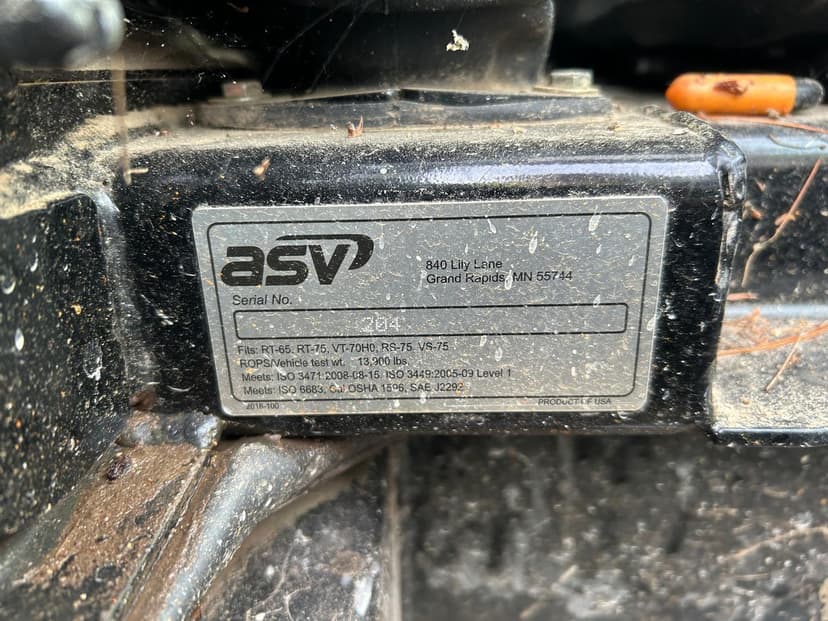 asv
840 Lily Lane
Grand Rapids, MN 55744
Serial No.
204
Fits: RT-65, RT-75, VT-70H0, RS-75, VS-75
ROPS/Vehicle test wt. 13,900 lbs.
Meets: ISO 3471:2008-08-15, ISO 3449:2005-09 Level 1
Meets: ISO 6683, Cal OSHA 1596, SAE J2292
2018-100
PRODUCT OF USA